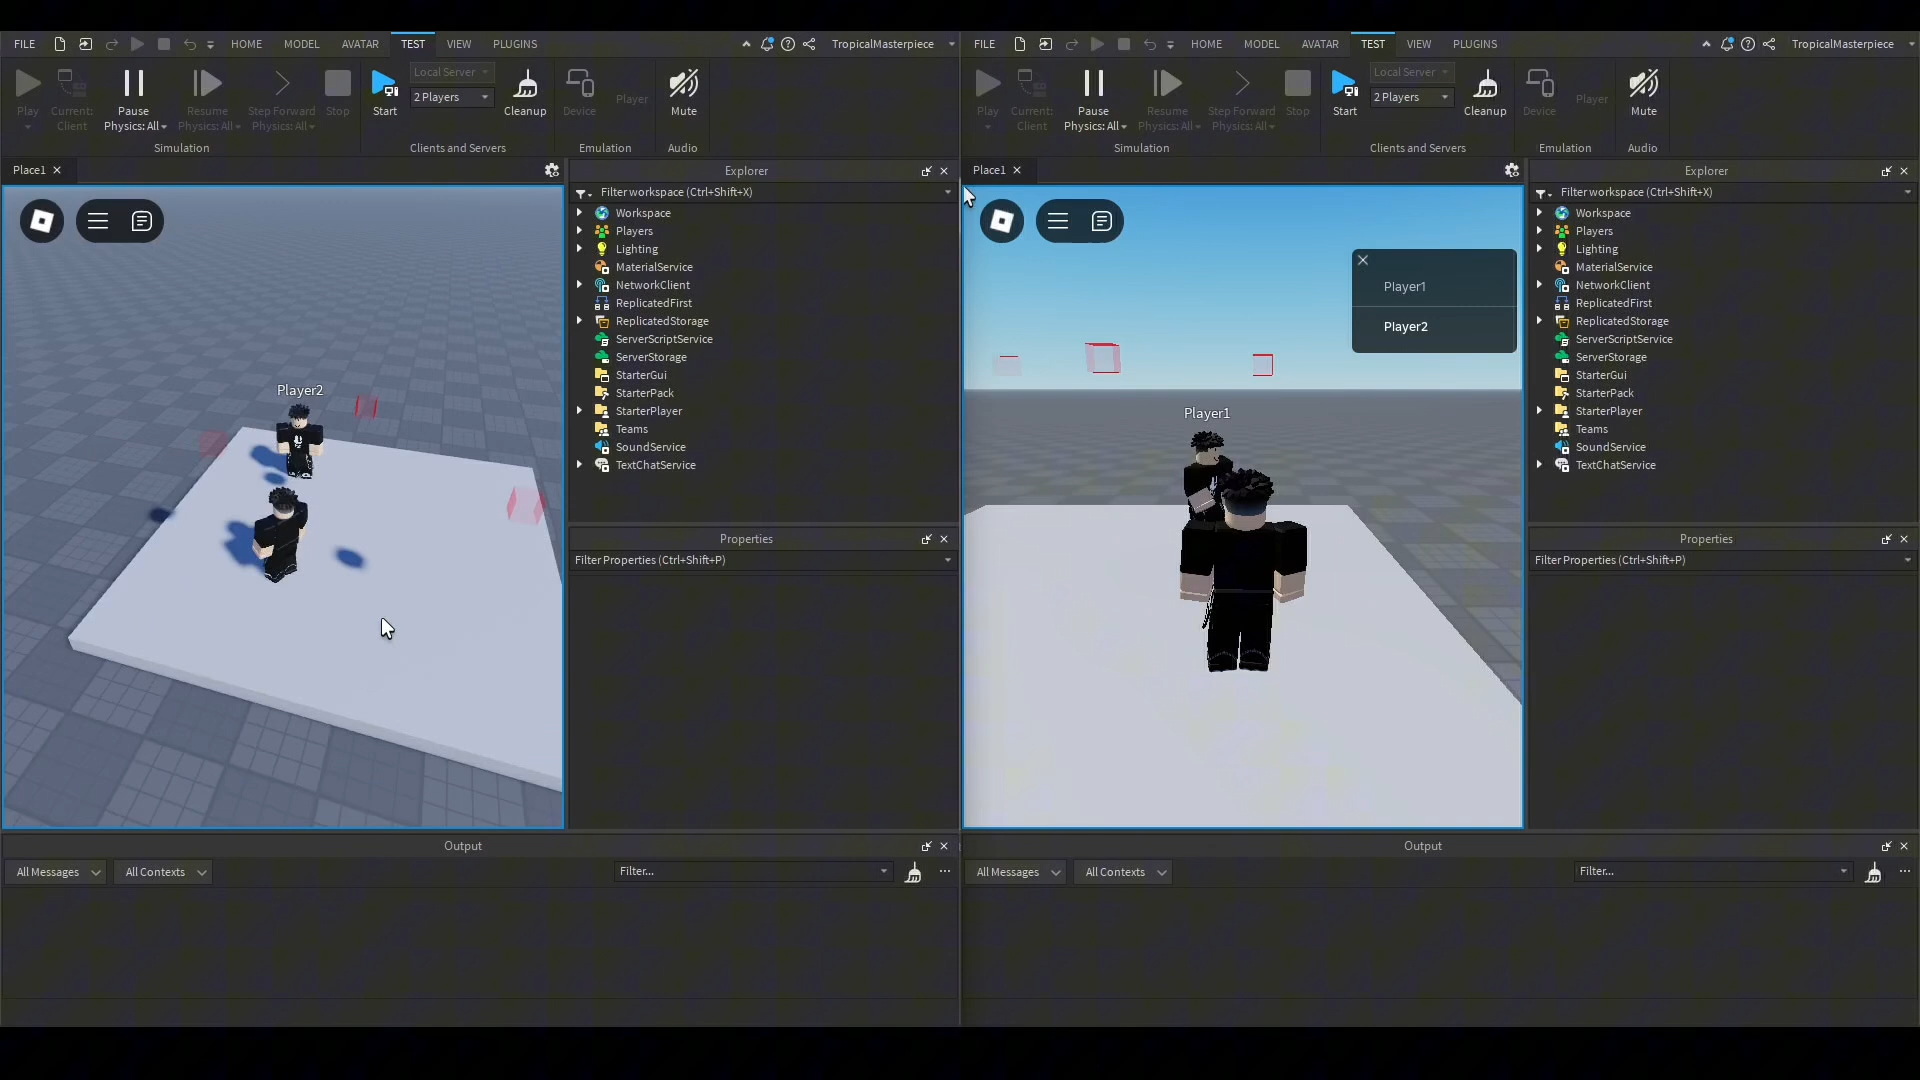 FILE HOME MODEL AVATAR TEST VIEW PLUGINS TropicalMasterpiece
Play Current: Client Pause Physics: All Resume Physics: All Step Forward Physics: All Stop
Simulation
Start Local Server 2 Players Cleanup
Clients and Servers
Device Player
Emulation
Mute
Audio
Place1
Player2
Explorer
Filter workspace (Ctrl+Shift+X)
Workspace
Players
Lighting
MaterialService
NetworkClient
ReplicatedFirst
ReplicatedStorage
ServerScriptService
ServerStorage
StarterGui
StarterPack
StarterPlayer
Teams
SoundService
TextChatService
Properties
Filter Properties (Ctrl+Shift+P)
Output
All Messages All Contexts Filter...
FILE HOME MODEL AVATAR TEST VIEW PLUGINS TropicalMasterpiece
Play Current: Client Pause Physics: All Resume Physics: All Step Forward Physics: All Stop
Simulation
Start Local Server 2 Players Cleanup
Clients and Servers
Device Player
Emulation
Mute
Audio
Place1
Player1
Player2
Player1
Explorer
Filter workspace (Ctrl+Shift+X)
Workspace
Players
Lighting
MaterialService
NetworkClient
ReplicatedFirst
ReplicatedStorage
ServerScriptService
ServerStorage
StarterGui
StarterPack
StarterPlayer
Teams
SoundService
TextChatService
Properties
Filter Properties (Ctrl+Shift+P)
Output
All Messages All Contexts Filter...